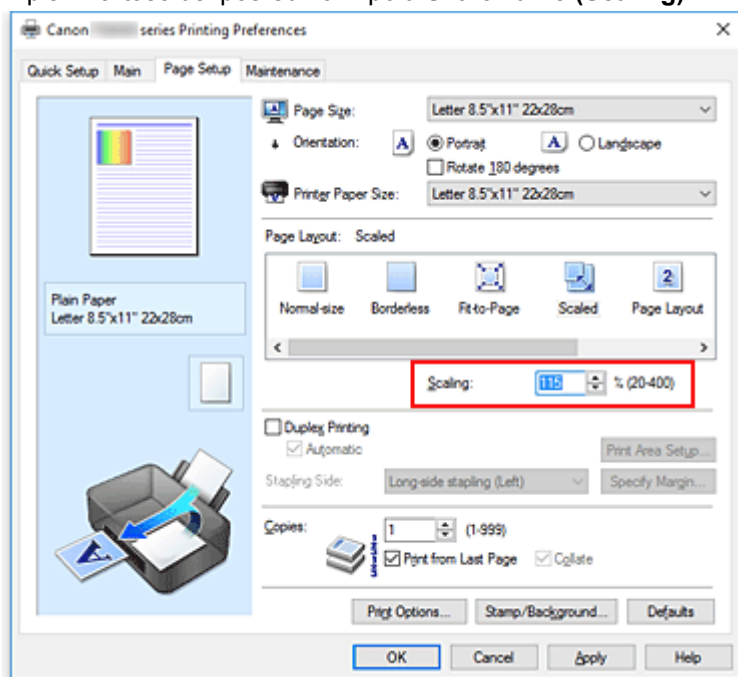 Canon series Printing Preferences
Quick Setup Main Page Setup Maintenance
Page Size: Letter 8.5"x11" 22x28cm
Orientation: A Portrait A Landscape
Rotate 180 degrees
Printer Paper Size: Letter 8.5"x11" 22x28cm
Page Layout: Scaled
Normal-size Borderless Fit-to-Page Scaled 2 Page Layout
Plain Paper
Letter 8.5"x11" 22x28cm
Scaling: 115 % (20-400)
Duplex Printing
Automatic Print Area Setup...
Stapling Side: Long-side stapling (Left) Specify Margin...
Copies: 1 (1-999)
Print from Last Page Collate
A
Print Options... Stamp/Background... Defaults
OK Cancel Apply Help